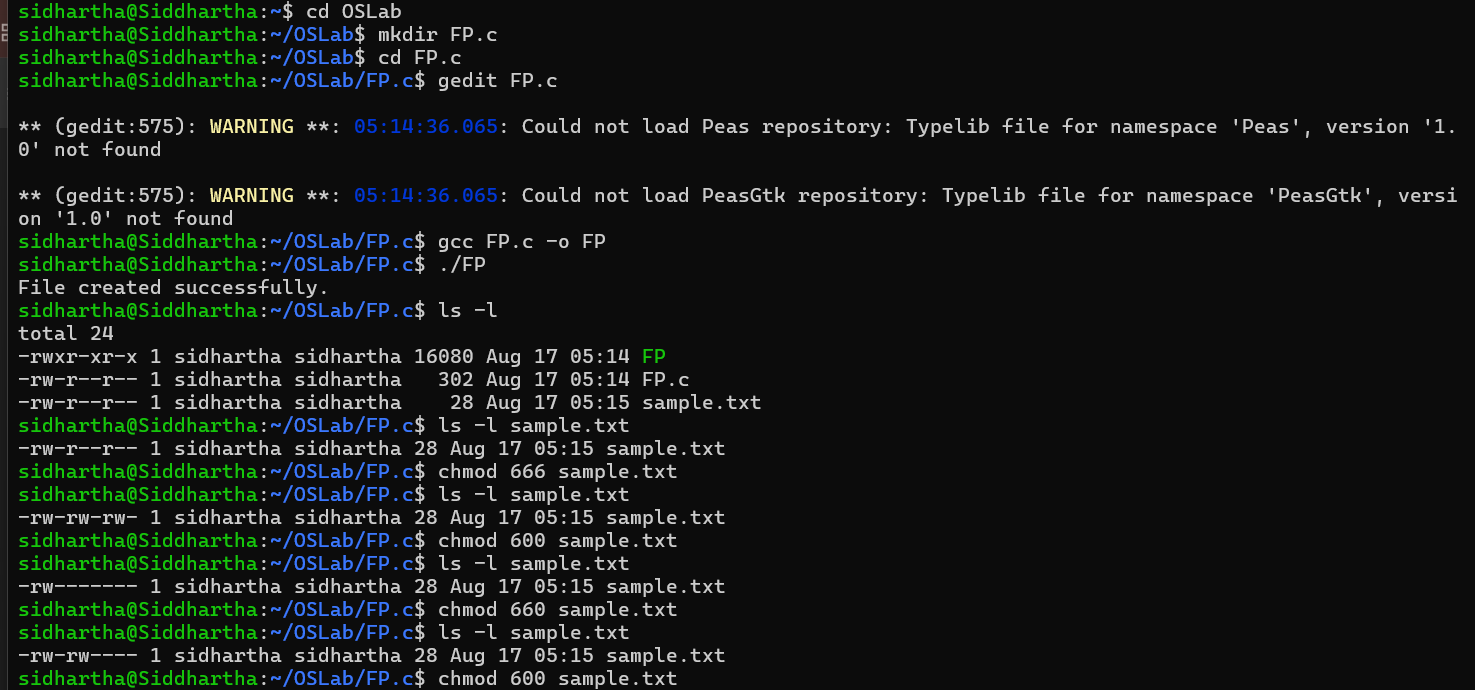 sidhartha@Siddhartha:~$ cd OSLab
sidhartha@Siddhartha:~/OSLab$ mkdir FP.c
sidhartha@Siddhartha:~/OSLab$ cd FP.c
sidhartha@Siddhartha:~/OSLab/FP.c$ gedit FP.c

** (gedit:575): WARNING **: 05:14:36.065: Could not load Peas repository: Typelib file for namespace 'Peas', version '1.
0' not found

** (gedit:575): WARNING **: 05:14:36.065: Could not load PeasGtk repository: Typelib file for namespace 'PeasGtk', versi
on '1.0' not found
sidhartha@Siddhartha:~/OSLab/FP.c$ gcc FP.c -o FP
sidhartha@Siddhartha:~/OSLab/FP.c$ ./FP
File created successfully.
sidhartha@Siddhartha:~/OSLab/FP.c$ ls -l
total 24
-rwxr-xr-x 1 sidhartha sidhartha 16080 Aug 17 05:14 FP
-rw-r--r-- 1 sidhartha sidhartha   302 Aug 17 05:14 FP.c
-rw-r--r-- 1 sidhartha sidhartha    28 Aug 17 05:15 sample.txt
sidhartha@Siddhartha:~/OSLab/FP.c$ ls -l sample.txt
-rw-r--r-- 1 sidhartha sidhartha 28 Aug 17 05:15 sample.txt
sidhartha@Siddhartha:~/OSLab/FP.c$ chmod 666 sample.txt
sidhartha@Siddhartha:~/OSLab/FP.c$ ls -l sample.txt
-rw-rw-rw- 1 sidhartha sidhartha 28 Aug 17 05:15 sample.txt
sidhartha@Siddhartha:~/OSLab/FP.c$ chmod 600 sample.txt
sidhartha@Siddhartha:~/OSLab/FP.c$ ls -l sample.txt
-rw------- 1 sidhartha sidhartha 28 Aug 17 05:15 sample.txt
sidhartha@Siddhartha:~/OSLab/FP.c$ chmod 660 sample.txt
sidhartha@Siddhartha:~/OSLab/FP.c$ ls -l sample.txt
-rw-rw---- 1 sidhartha sidhartha 28 Aug 17 05:15 sample.txt
sidhartha@Siddhartha:~/OSLab/FP.c$ chmod 600 sample.txt